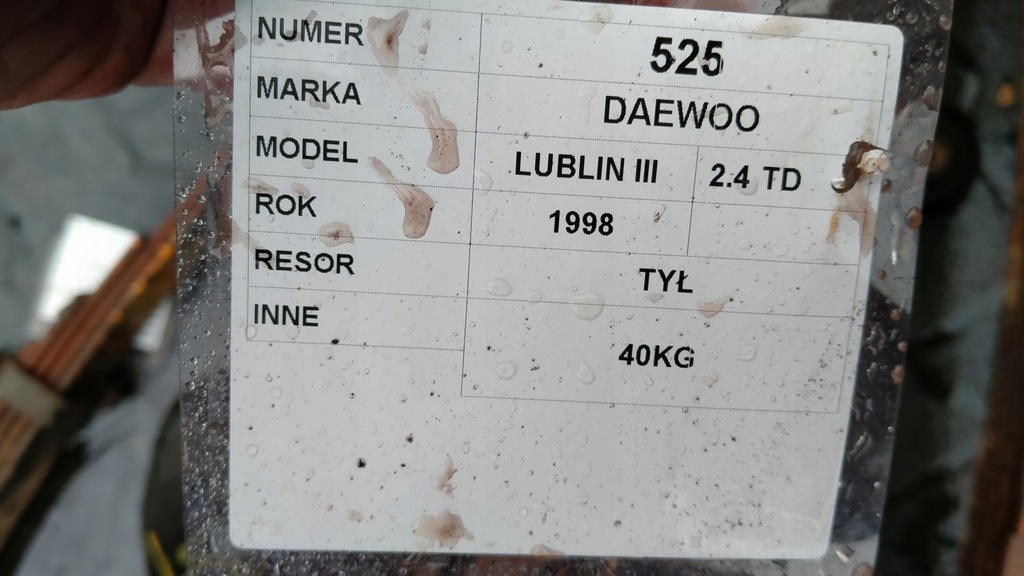 NUMER 525
MARKA DAEWOO
MODEL LUBLIN III 2.4 TD
ROK 1998
RESOR TYŁ
INNE 40KG